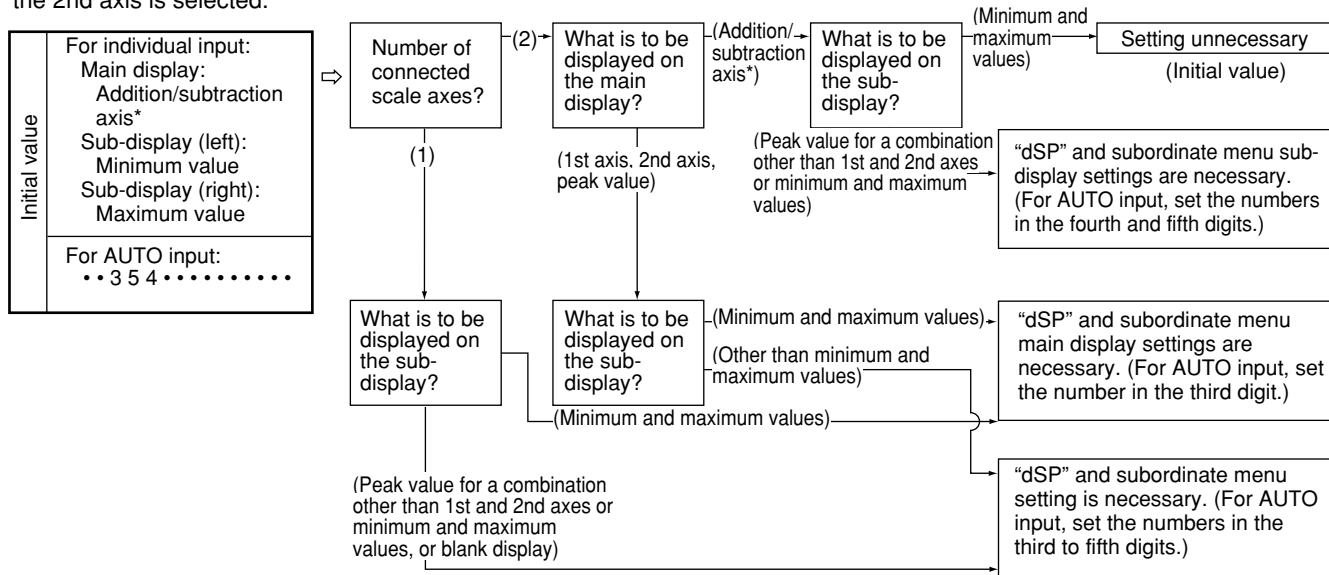 the 2nd axis is selected.
Initial value
For individual input:
Main display:
Addition/subtraction
axis*
Sub-display (left):
Minimum value
Sub-display (right):
Maximum value
For AUTO input:
• • 3 5 4 • • • • • • • • • •
Number of
connected
scale axes?
(2)
What is to be
displayed on
the main
display?
(Addition/
subtraction
axis*)
What is to be
displayed on
the sub-
display?
(Minimum and
maximum
values)
Setting unnecessary
(Initial value)
(1)
(1st axis, 2nd axis,
peak value)
(Peak value for a combination
other than 1st and 2nd axes
or minimum and maximum
values)
“dSP” and subordinate menu sub-
display settings are necessary.
(For AUTO input, set the numbers
in the fourth and fifth digits.)
What is to be
displayed on
the sub-
display?
What is to be
displayed on
the sub-
display?
(Minimum and maximum values)
(Other than minimum and
maximum values)
(Minimum and maximum values)
“dSP” and subordinate menu
main display settings are
necessary. (For AUTO input, set
the number in the third digit.)
(Peak value for a combination
other than 1st and 2nd axes or
minimum and maximum
values, or blank display)
“dSP” and subordinate menu
setting is necessary. (For AUTO
input, set the numbers in the
third to fifth digits.)